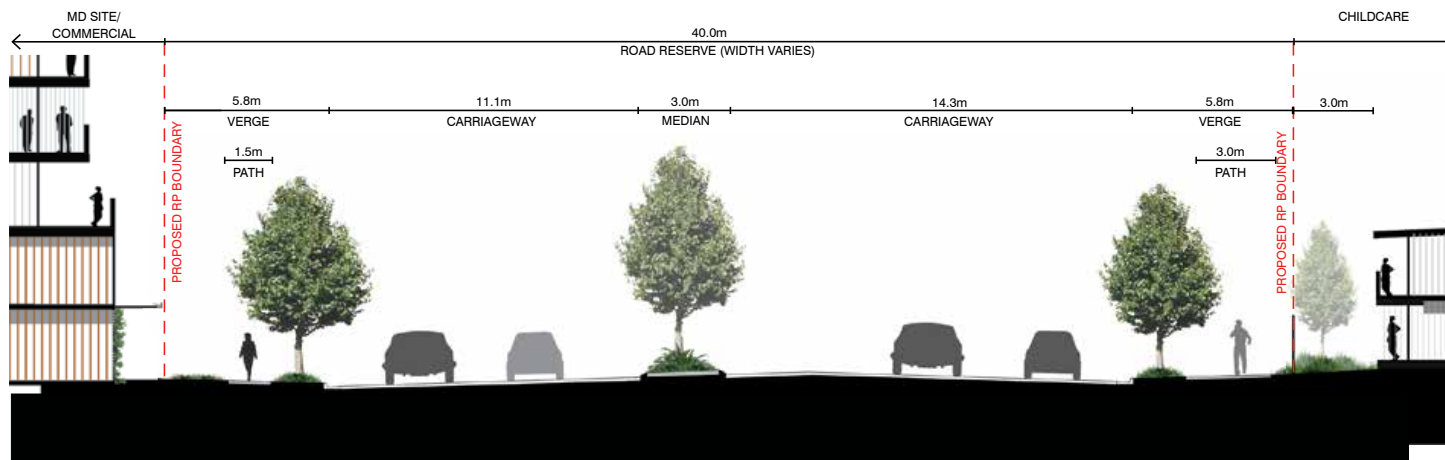 MD SITE/
COMMERCIAL
40.0m
ROAD RESERVE (WIDTH VARIES)
CHILDCARE
5.8m
VERGE
11.1m
CARRIAGEWAY
3.0m
MEDIAN
14.3m
CARRIAGEWAY
5.8m
VERGE
3.0m
1.5m
PATH
3.0m
PATH
PROPOSED RP BOUNDARY
PROPOSED RP BOUNDARY